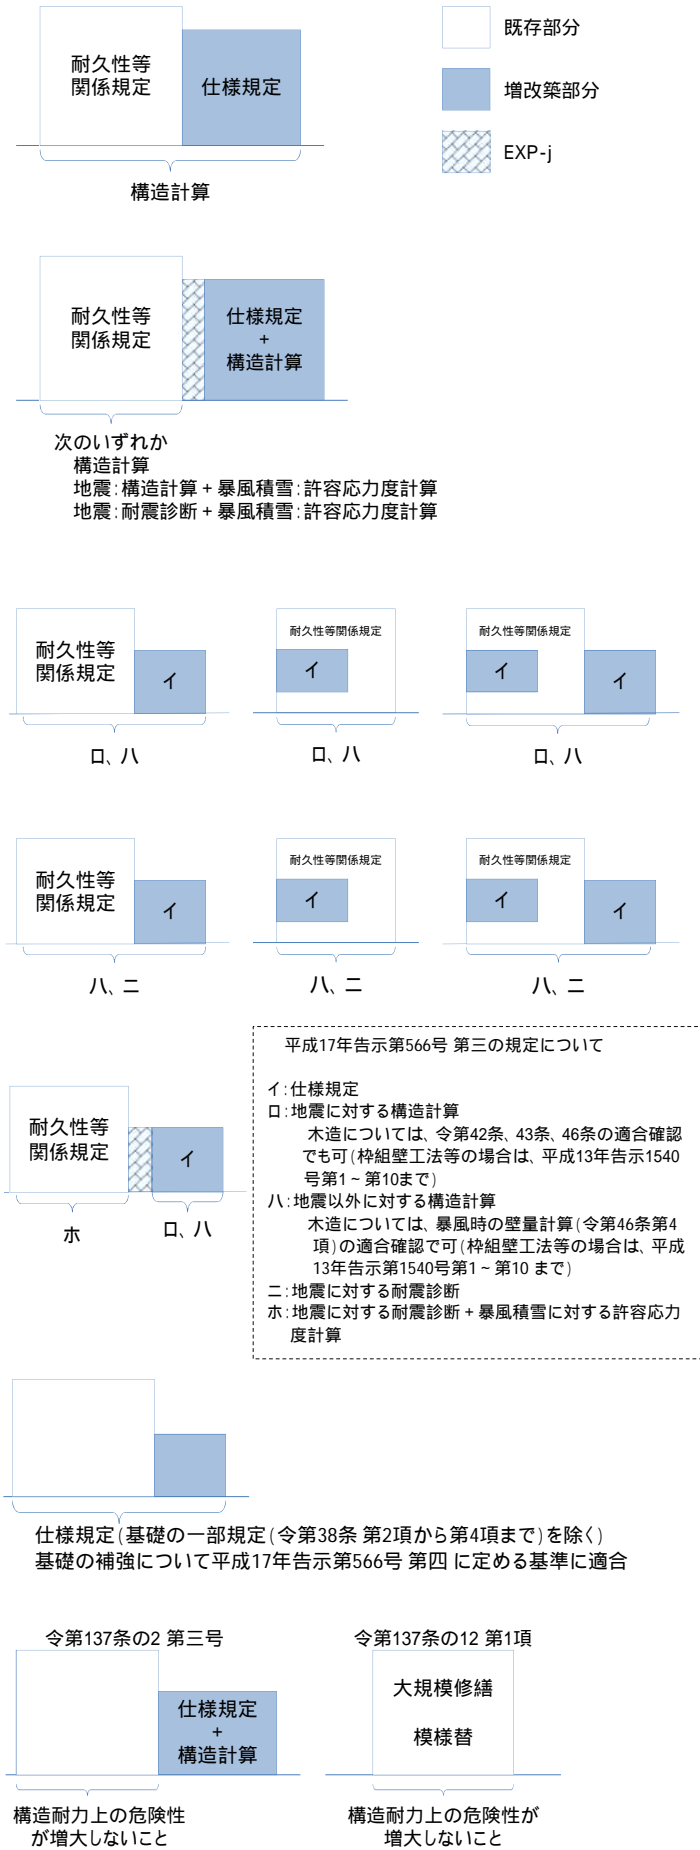 耐久性等
関係規定
仕様規定
構造計算
既存部分
増改築部分
EXP-j
耐久性等
関係規定
仕様規定
+
構造計算
次のいずれか
構造計算
地震:構造計算+暴風積雪:許容応力度計算
地震:耐震診断+暴風積雪:許容応力度計算
耐久性等
関係規定
イ
ロ、ハ
耐久性等関係規定
イ
ロ、ハ
耐久性等関係規定
イ
イ
ロ、ハ
耐久性等
関係規定
イ
ハ、ニ
耐久性等関係規定
イ
ハ、ニ
耐久性等関係規定
イ
イ
ハ、ニ
耐久性等
関係規定
イ
ホ
ロ、ハ
平成17年告示第566号 第三の規定について
イ:仕様規定
ロ:地震に対する構造計算
木造については、令第42条、43条、46条の適合確認
でも可(枠組壁工法等の場合は、平成13年告示1540
号第1~第10まで)
ハ:地震以外に対する構造計算
木造については、暴風時の壁量計算(令第46条第4
項)の適合確認で可(枠組壁工法等の場合は、平成
13年告示第1540号第1~第10 まで)
ニ:地震に対する耐震診断
ホ:地震に対する耐震診断+暴風積雪に対する許容応力
度計算
仕様規定(基礎の一部規定(令第38条 第2項から第4項まで)を除く)
基礎の補強について平成17年告示第566号 第四 に定める基準に適合
令第137条の2 第三号
仕様規定
+
構造計算
構造耐力上の危険性
が増大しないこと
令第137条の12 第1項
大規模修繕
模様替
構造耐力上の危険性が
増大しないこと